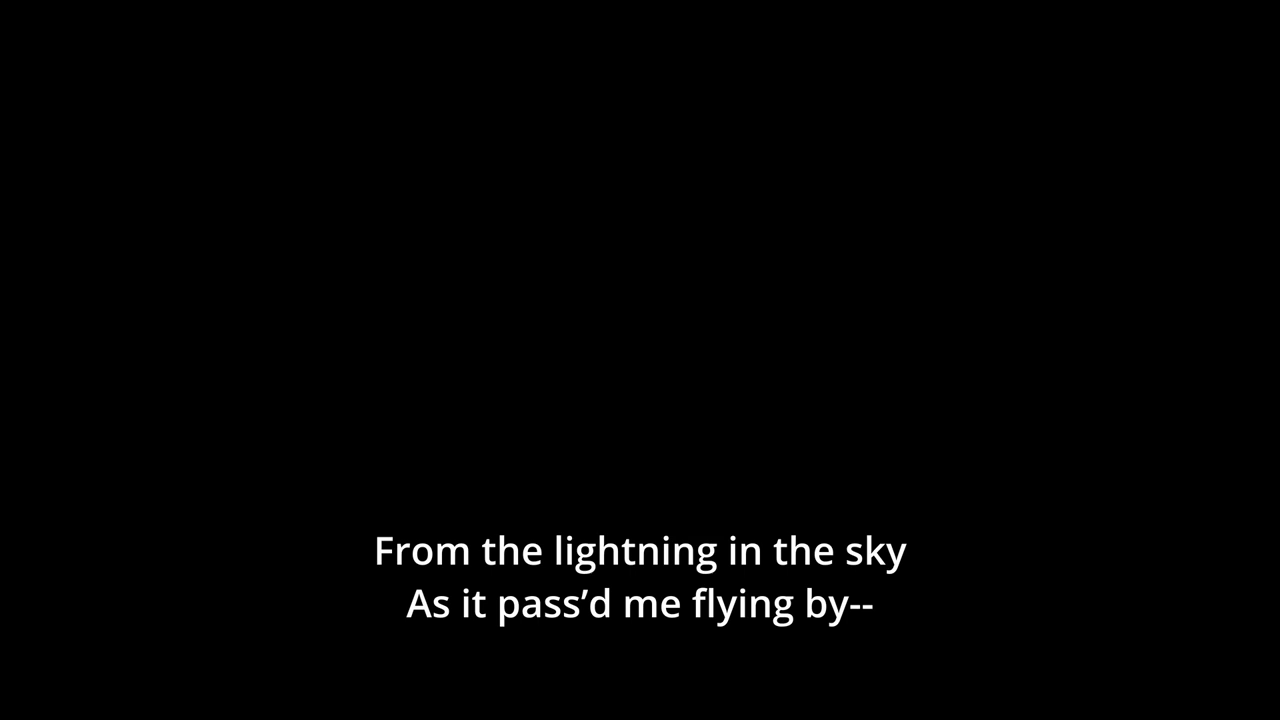 From the lightning in the sky
As it pass’d me flying by--